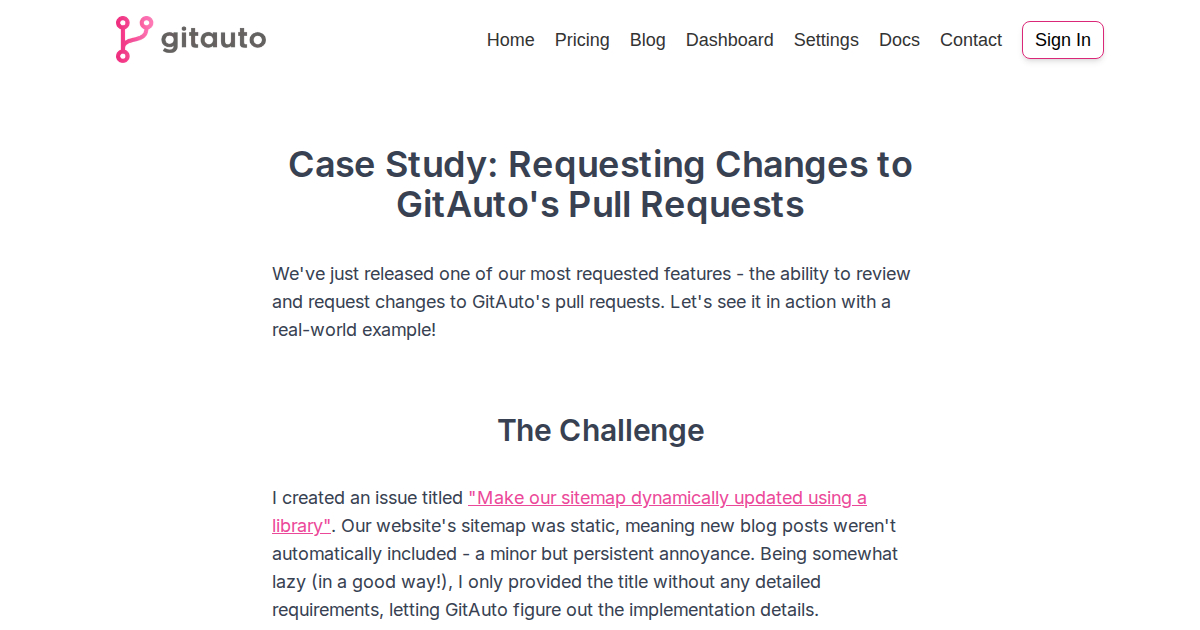 gitauto
Home Pricing Blog Dashboard Settings Docs Contact Sign In
Case Study: Requesting Changes to
GitAuto's Pull Requests
We've just released one of our most requested features - the ability to review
and request changes to GitAuto's pull requests. Let's see it in action with a
real-world example!
The Challenge
I created an issue titled "Make our sitemap dynamically updated using a
library". Our website's sitemap was static, meaning new blog posts weren't
automatically included - a minor but persistent annoyance. Being somewhat
lazy (in a good way!), I only provided the title without any detailed
requirements, letting GitAuto figure out the implementation details.